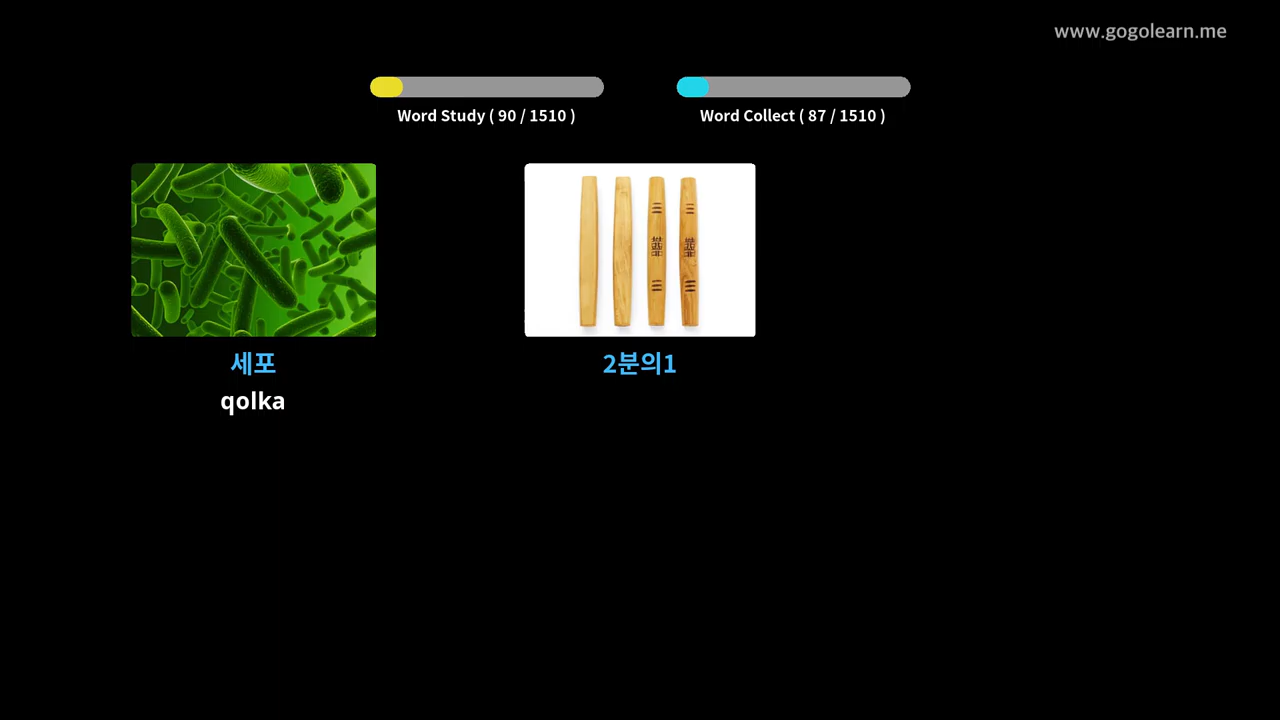 www.gogolearn.me
Word Study ( 90 / 1510 )
Word Collect ( 87 / 1510 )
세포
qolka
2분의1